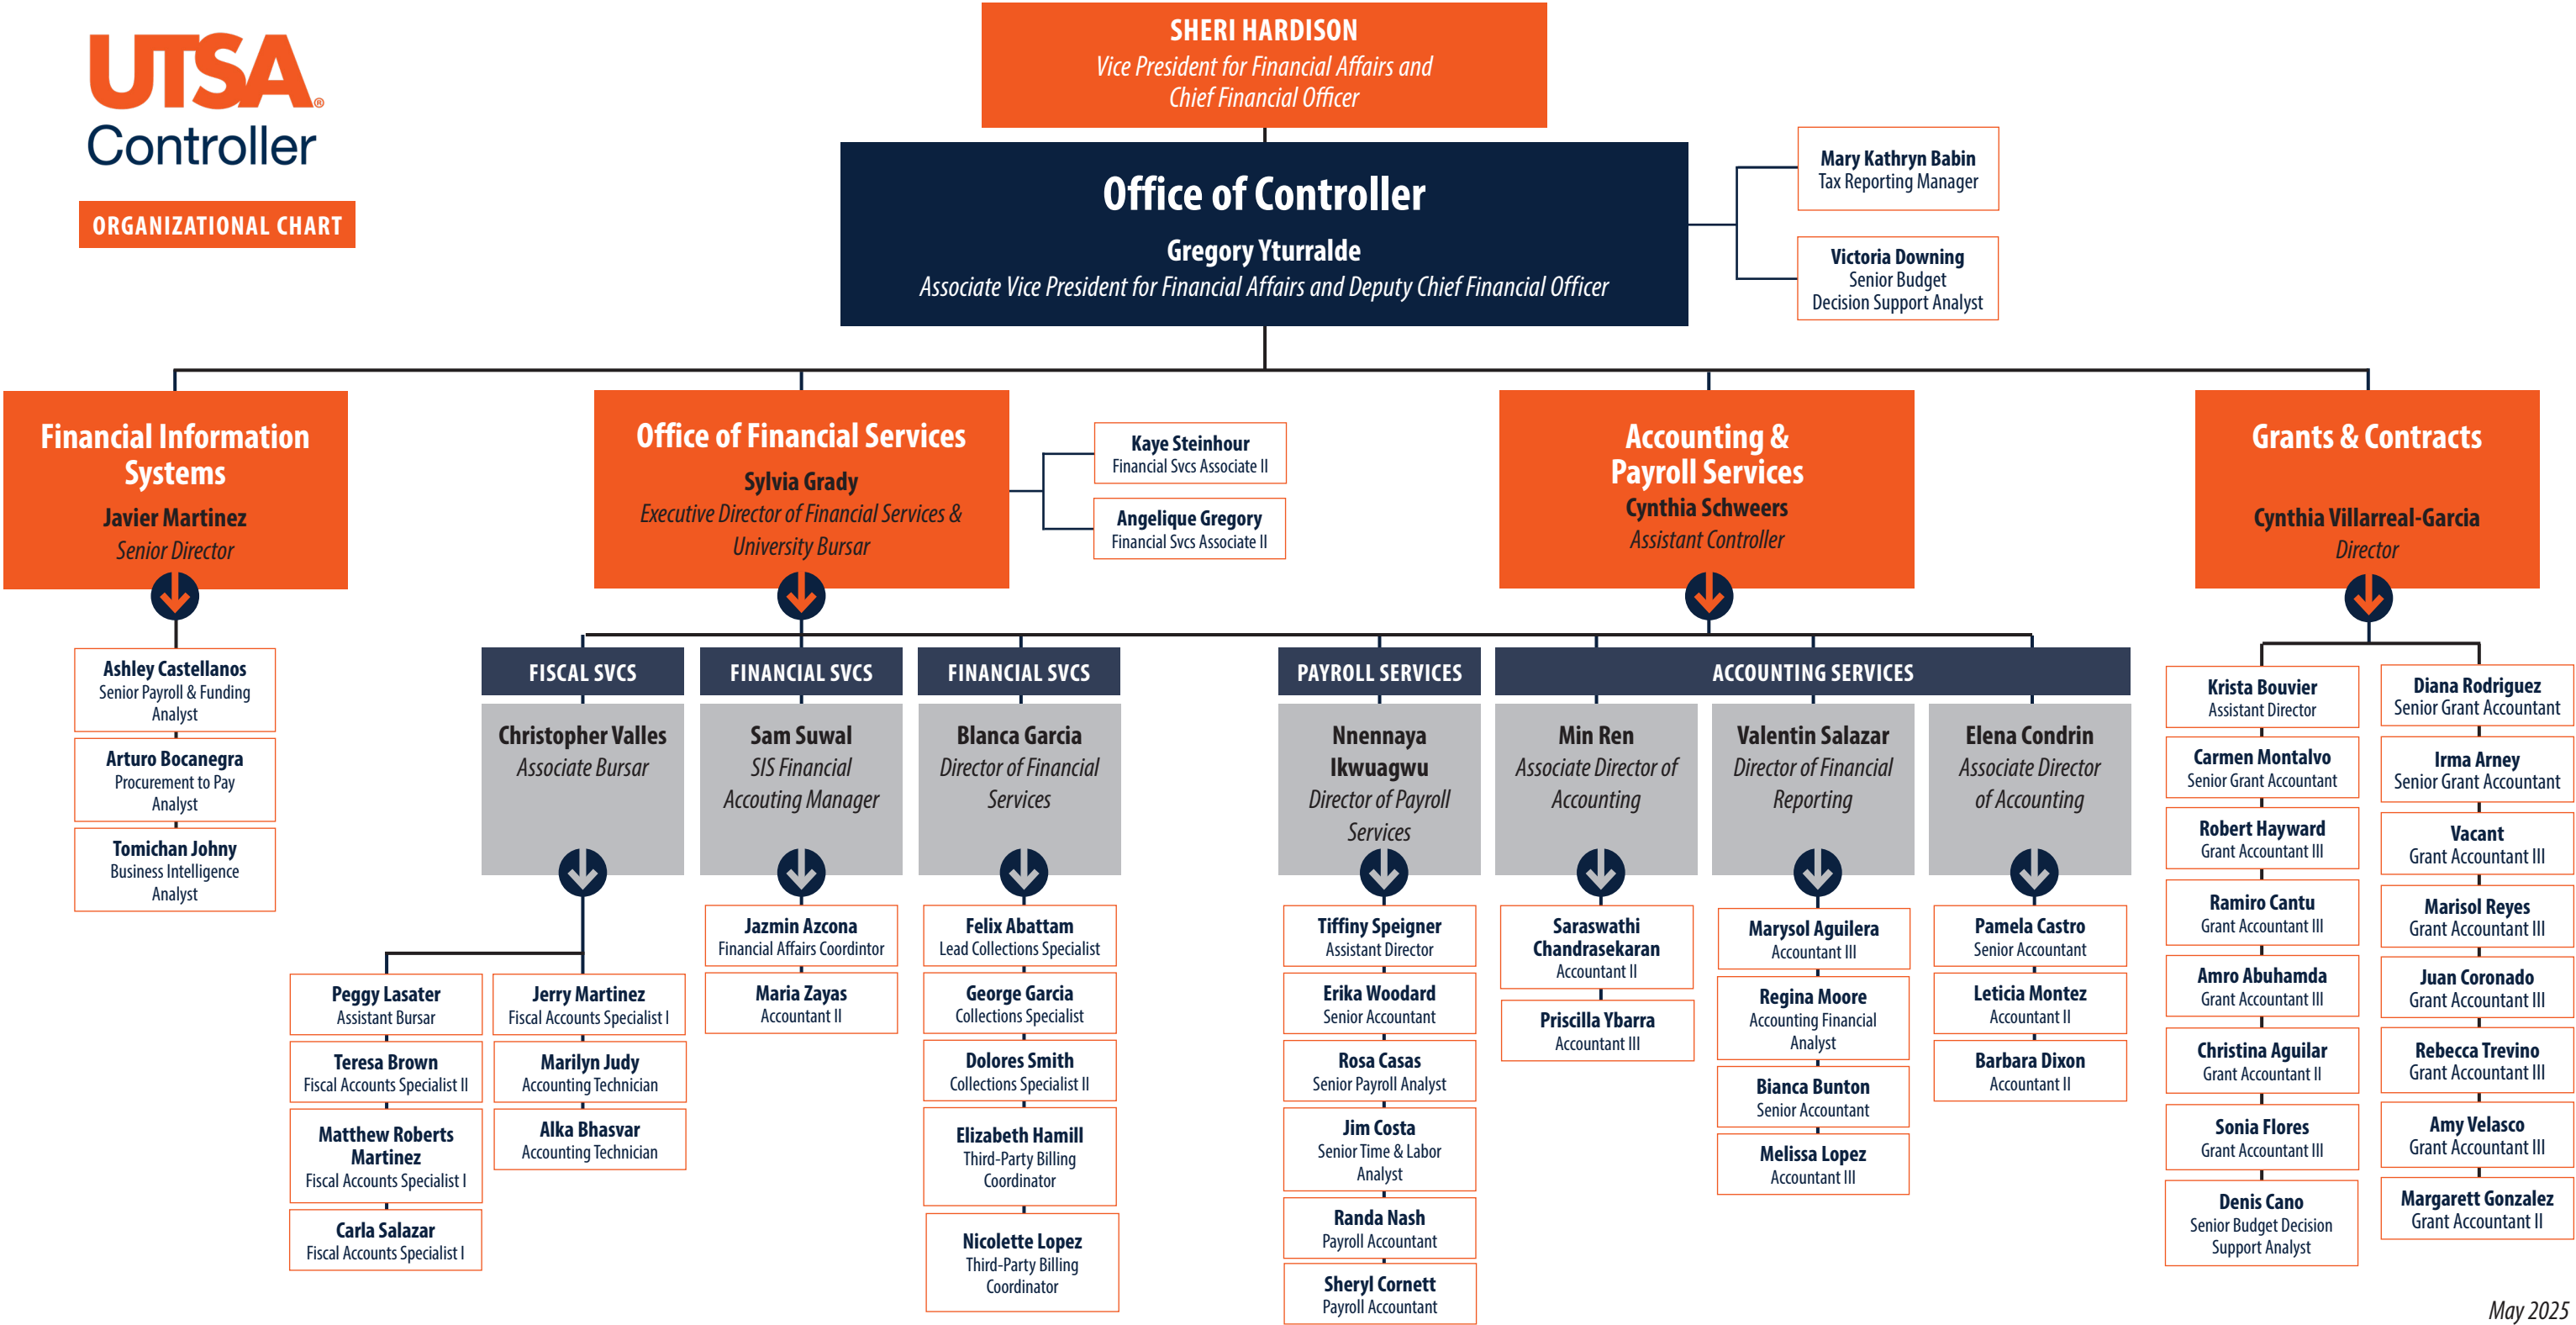 UTSA®
Controller
ORGANIZATIONAL CHART
SHERI HARDISON
Vice President for Financial Affairs and
Chief Financial Officer
Office of Controller
Gregory Yturralde
Associate Vice President for Financial Affairs and Deputy Chief Financial Officer
Mary Kathryn Babin
Tax Reporting Manager
Victoria Downing
Senior Budget
Decision Support Analyst
Financial Information
Systems
Javier Martinez
Senior Director
Ashley Castellanos
Senior Payroll & Funding
Analyst
Arturo Bocanegra
Procurement to Pay
Analyst
Tomichan Johny
Business Intelligence
Analyst
Office of Financial Services
Sylvia Grady
Executive Director of Financial Services &
University Bursar
Kaye Steinhour
Financial Svcs Associate II
Angelique Gregory
Financial Svcs Associate II
FISCAL SVCS
Christopher Valles
Associate Bursar
Peggy Lasater
Assistant Bursar
Teresa Brown
Fiscal Accounts Specialist II
Matthew Roberts
Martinez
Fiscal Accounts Specialist I
Carla Salazar
Fiscal Accounts Specialist I
Jerry Martinez
Fiscal Accounts Specialist I
Marilyn Judy
Accounting Technician
Alka Bhasvar
Accounting Technician
FINANCIAL SVCS
Sam Suwal
SIS Financial
Accouting Manager
Jazmin Azcona
Financial Affairs Coordintor
Maria Zayas
Accountant II
FINANCIAL SVCS
Blanca Garcia
Director of Financial
Services
Felix Abattam
Lead Collections Specialist
George Garcia
Collections Specialist
Dolores Smith
Collections Specialist II
Elizabeth Hamill
Third-Party Billing
Coordinator
Nicolette Lopez
Third-Party Billing
Coordinator
Accounting &
Payroll Services
Cynthia Schweers
Assistant Controller
PAYROLL SERVICES
Nnennaya
Ikwuagwu
Director of Payroll
Services
Tiffiny Speigner
Assistant Director
Erika Woodard
Senior Accountant
Rosa Casas
Senior Payroll Analyst
Jim Costa
Senior Time & Labor
Analyst
Randa Nash
Payroll Accountant
Sheryl Cornett
Payroll Accountant
ACCOUNTING SERVICES
Min Ren
Associate Director of
Accounting
Saraswathi
Chandrasekaran
Accountant II
Priscilla Ybarra
Accountant III
Valentin Salazar
Director of Financial
Reporting
Marysol Aguilera
Accountant III
Regina Moore
Accounting Financial
Analyst
Bianca Bunton
Senior Accountant
Melissa Lopez
Accountant III
Elena Condrin
Associate Director
of Accounting
Pamela Castro
Senior Accountant
Leticia Montez
Accountant II
Barbara Dixon
Accountant II
Grants & Contracts
Cynthia Villarreal-Garcia
Director
Krista Bouvier
Assistant Director
Carmen Montalvo
Senior Grant Accountant
Robert Hayward
Grant Accountant III
Ramiro Cantu
Grant Accountant III
Amro Abuhamda
Grant Accountant III
Christina Aguilar
Grant Accountant II
Sonia Flores
Grant Accountant III
Denis Cano
Senior Budget Decision
Support Analyst
Diana Rodriguez
Senior Grant Accountant
Irma Arney
Senior Grant Accountant
Vacant
Grant Accountant III
Marisol Reyes
Grant Accountant III
Juan Coronado
Grant Accountant III
Rebecca Trevino
Grant Accountant III
Amy Velasco
Grant Accountant III
Margarett Gonzalez
Grant Accountant II
May 2025